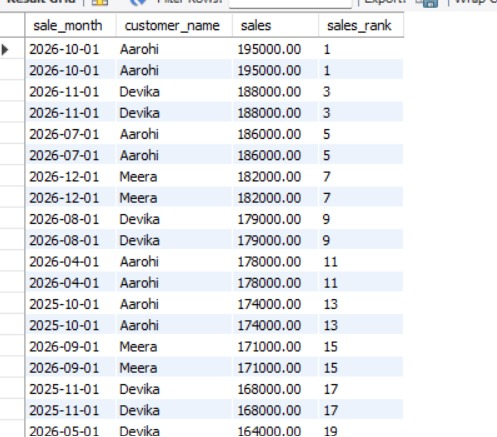 sale_month customer_name sales sales_rank
2026-10-01 Aarohi 195000.00 1
2026-10-01 Aarohi 195000.00 1
2026-11-01 Devika 188000.00 3
2026-11-01 Devika 188000.00 3
2026-07-01 Aarohi 186000.00 5
2026-07-01 Aarohi 186000.00 5
2026-12-01 Meera 182000.00 7
2026-12-01 Meera 182000.00 7
2026-08-01 Devika 179000.00 9
2026-08-01 Devika 179000.00 9
2026-04-01 Aarohi 178000.00 11
2026-04-01 Aarohi 178000.00 11
2025-10-01 Aarohi 174000.00 13
2025-10-01 Aarohi 174000.00 13
2026-09-01 Meera 171000.00 15
2026-09-01 Meera 171000.00 15
2025-11-01 Devika 168000.00 17
2025-11-01 Devika 168000.00 17
2026-05-01 Devika 164000.00 19